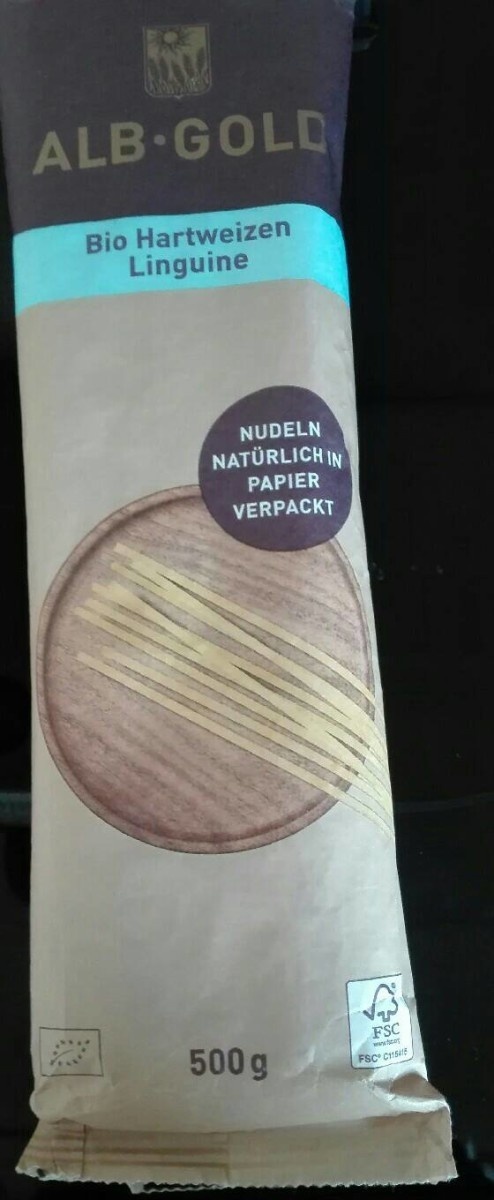 ALB·GOLD
Bio Hartweizen
Linguine
NUDELN
NATÜRLICH IN
PAPIER
VERPACKT
500 g
FSC